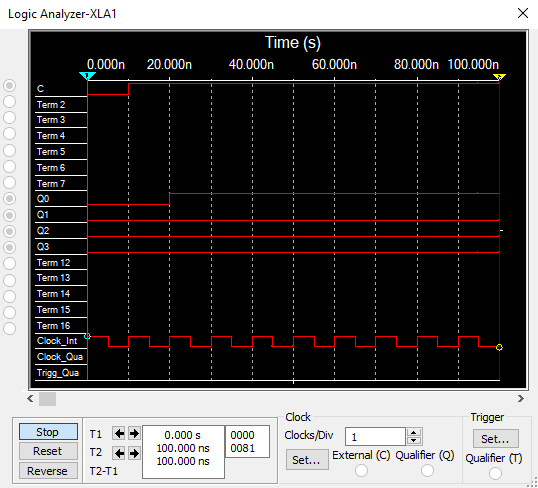 Logic Analyzer-XLA1
Time (s)
0.000n 20.000n 40.000n 60.000n 80.000n 100.000n
C
Term 2
Term 3
Term 4
Term 5
Term 6
Term 7
Q0
Q1
Q2
Q3
Term 12
Term 13
Term 14
Term 15
Term 16
Clock_Int
Clock_Qua
Trigg_Qua
Stop
Reset
Reverse
T1
T2
T2-T1
0.000 s
100.000 ns
100.000 ns
0000
0081
Clock
Clocks/Div 1
Set... External (C) Qualifier (Q)
Trigger
Set...
Qualifier (T)